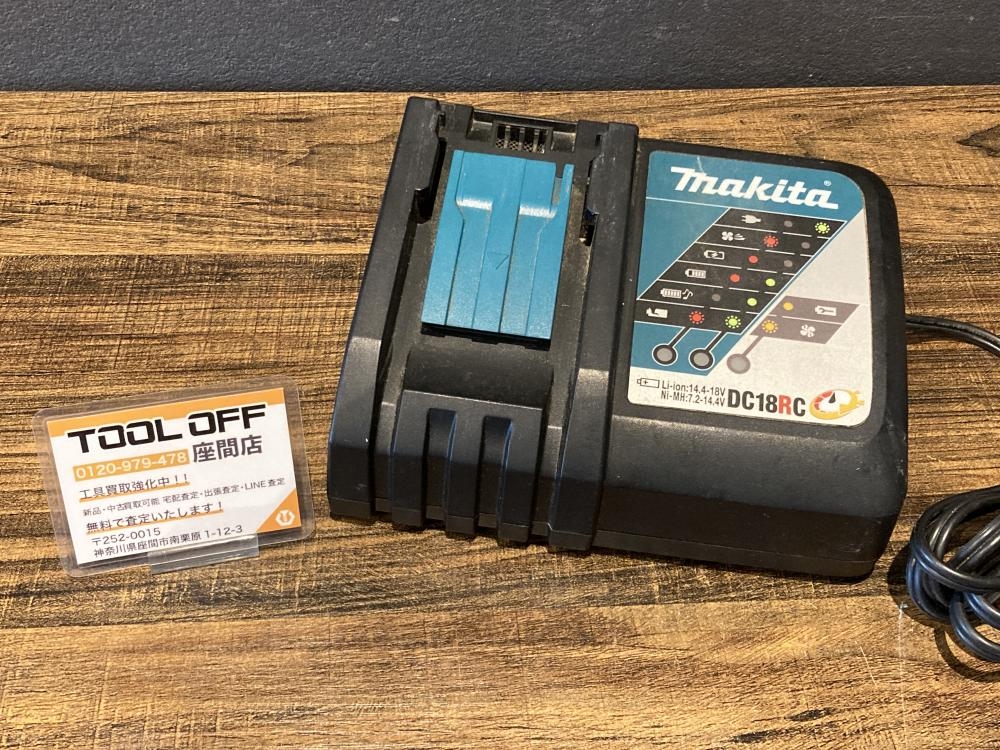 makita
Li-ion:14.4-18V
Ni-MH:7.2-14.4V
DC18RC
TOOL OFF
0120-979-478 座間店
工具買取強化中！！
新品・中古買取可能 宅配査定・出張査定・LINE査定
無料で査定いたします！
〒252-0015
神奈川県座間市南栗原1-12-3